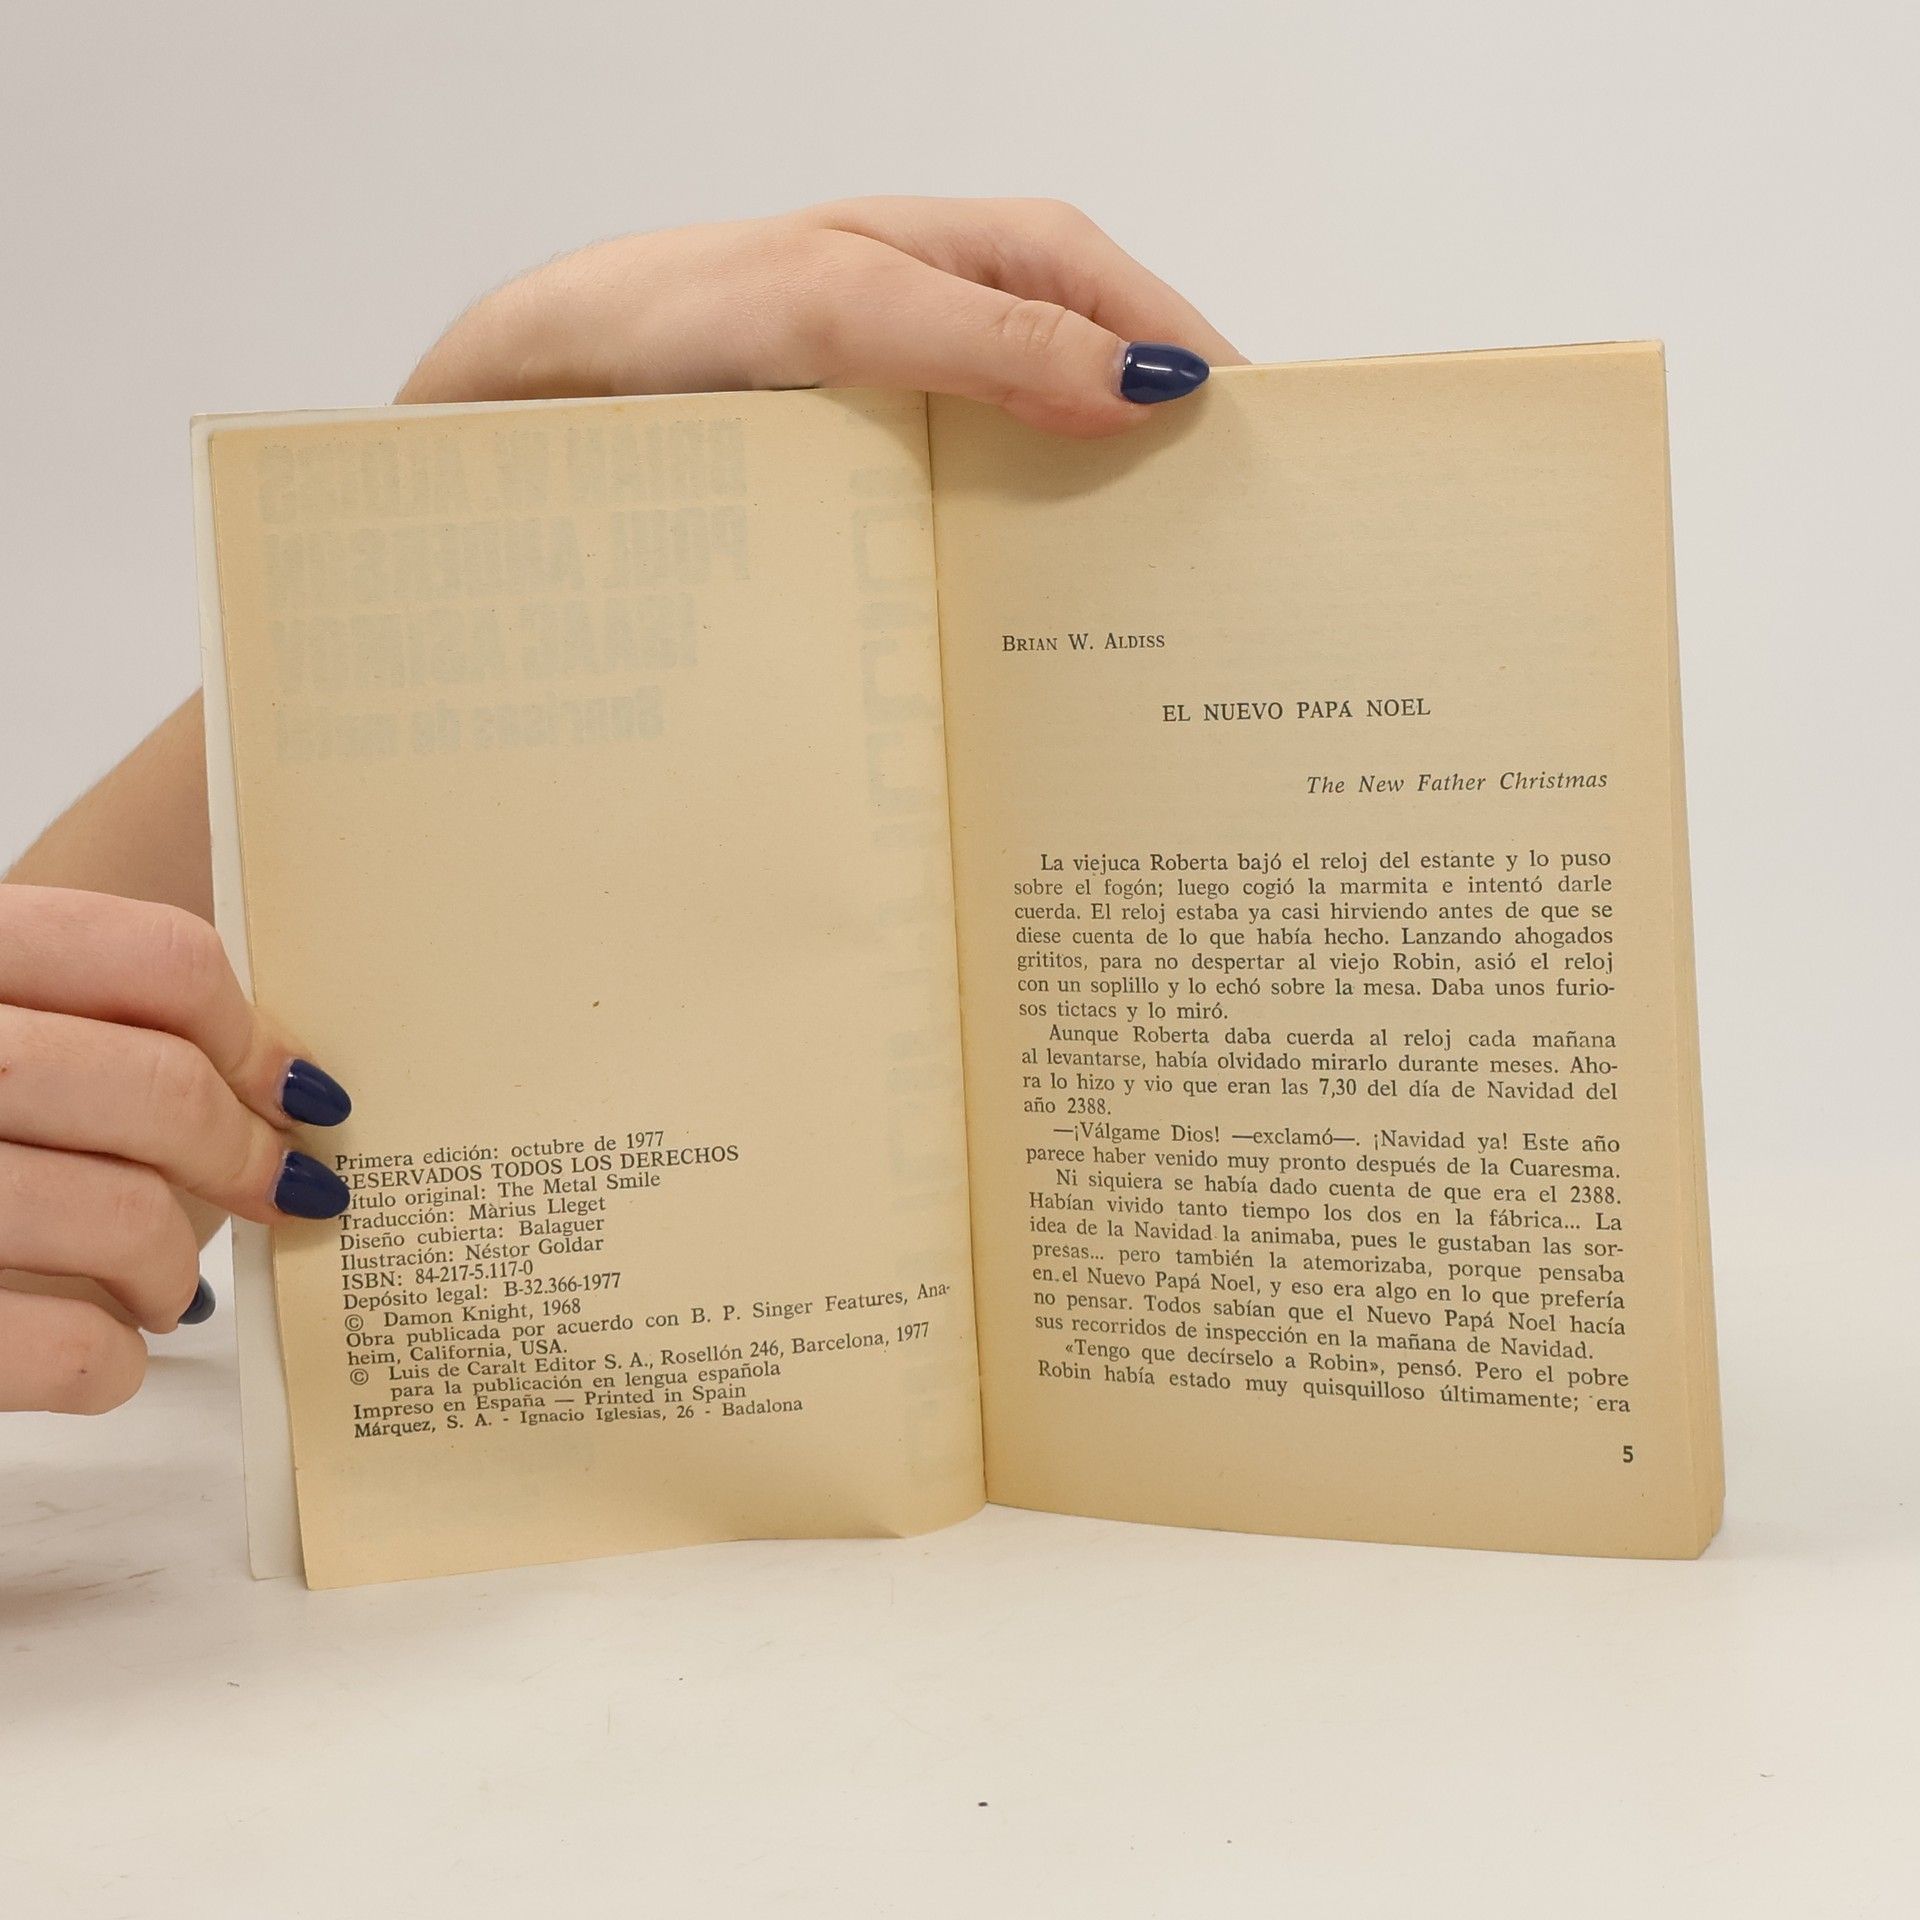 Primera edición: octubre de 1977
RESERVADOS TODOS LOS DERECHOS
Título original: The Metal Smile
Traducción: Màrius Lleget
Diseño cubierta: Balaguer
Ilustración: Néstor Goldar
ISBN: 84-217-5.117-0
Depósito legal: B-32.366-1977
© Damon Knight, 1968
Obra publicada por acuerdo con B. P. Singer Features, Ana-
heim, California, USA.
© Luis de Caralt Editor S. A., Rosellón 246, Barcelona, 1977
para la publicación en lengua española
Impreso en España — Printed in Spain
Márquez, S. A. - Ignacio Iglesias, 26 - Badalona
BRIAN W. ALDISS
EL NUEVO PAPÁ NOEL
The New Father Christmas
La viejuca Roberta bajó el reloj del estante y lo puso
sobre el fogón; luego cogió la marmita e intentó darle
cuerda. El reloj estaba ya casi hirviendo antes de que se
diese cuenta de lo que había hecho. Lanzando ahogados
grititos, para no despertar al viejo Robin, asió el reloj
con un soplillo y lo echó sobre la mesa. Daba unos furio-
sos tictacs y lo miró.
Aunque Roberta daba cuerda al reloj cada mañana
al levantarse, había olvidado mirarlo durante meses. Aho-
ra lo hizo y vio que eran las 7,30 del día de Navidad del
año 2388.
—¡Válgame Dios! —exclamó—. ¡Navidad ya! Este año
parece haber venido muy pronto después de la Cuaresma.
Ni siquiera se había dado cuenta de que era el 2388.
Habían vivido tanto tiempo los dos en la fábrica... La
idea de la Navidad la animaba, pues le gustaban las sor-
presas... pero también la atemorizaba, porque pensaba
en el Nuevo Papá Noel, y eso era algo en lo que prefería
no pensar. Todos sabían que el Nuevo Papá Noel hacía
sus recorridos de inspección en la mañana de Navidad.
«Tengo que decírselo a Robin», pensó. Pero el pobre
Robin había estado muy quisquilloso últimamente; era
5